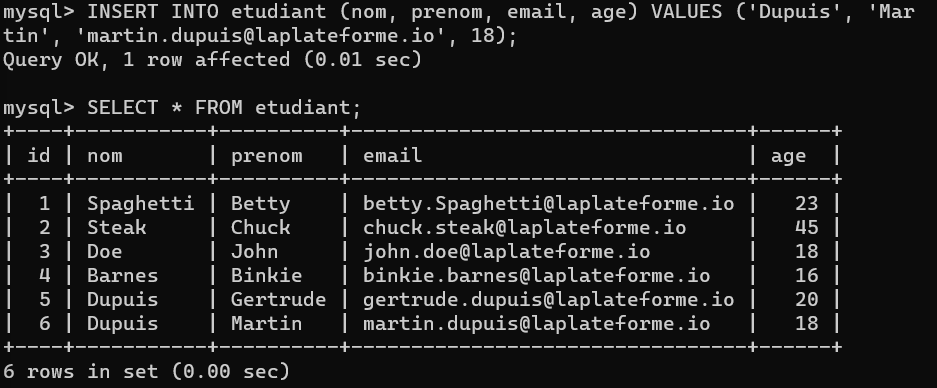 mysql> INSERT INTO etudiant (nom, prenom, email, age) VALUES ('Dupuis', 'Mar
tin', 'martin.dupuis@laplateforme.io', 18);
Query OK, 1 row affected (0.01 sec)

mysql> SELECT * FROM etudiant;
+----+-----------+----------+---------------------------------+------+
| id | nom       | prenom   | email                           | age  |
+----+-----------+----------+---------------------------------+------+
|  1 | Spaghetti | Betty    | betty.Spaghetti@laplateforme.io |   23 |
|  2 | Steak     | Chuck    | chuck.steak@laplateforme.io     |   45 |
|  3 | Doe       | John     | john.doe@laplateforme.io        |   18 |
|  4 | Barnes    | Binkie   | binkie.barnes@laplateforme.io   |   16 |
|  5 | Dupuis    | Gertrude | gertrude.dupuis@laplateforme.io |   20 |
|  6 | Dupuis    | Martin   | martin.dupuis@laplateforme.io   |   18 |
+----+-----------+----------+---------------------------------+------+
6 rows in set (0.00 sec)